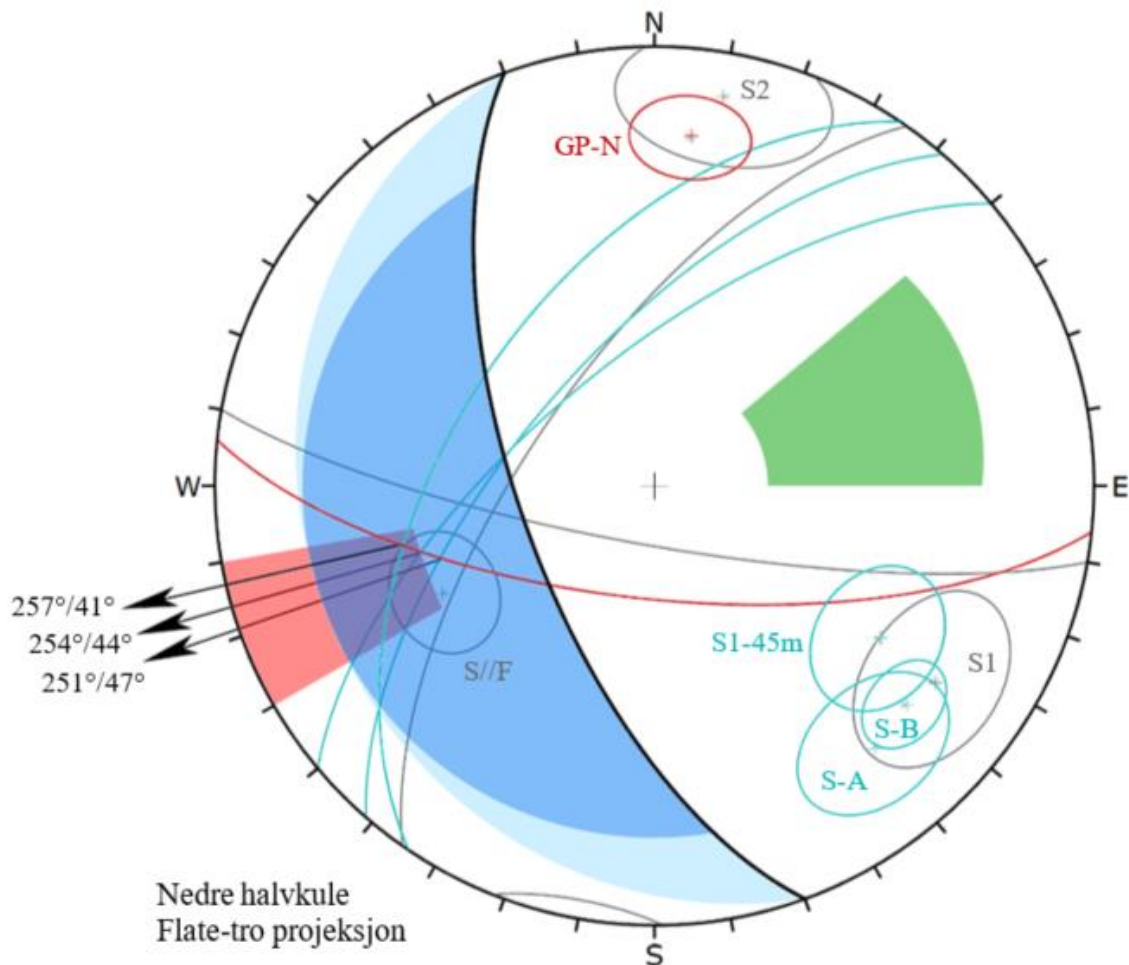 N
S2
GP-N
W
E
257°/41°
254°/44°
251°/47°
S//F
S1-45m
S1
S-B
S-A
Nedre halvkule
Flate-tro projeksjon
S